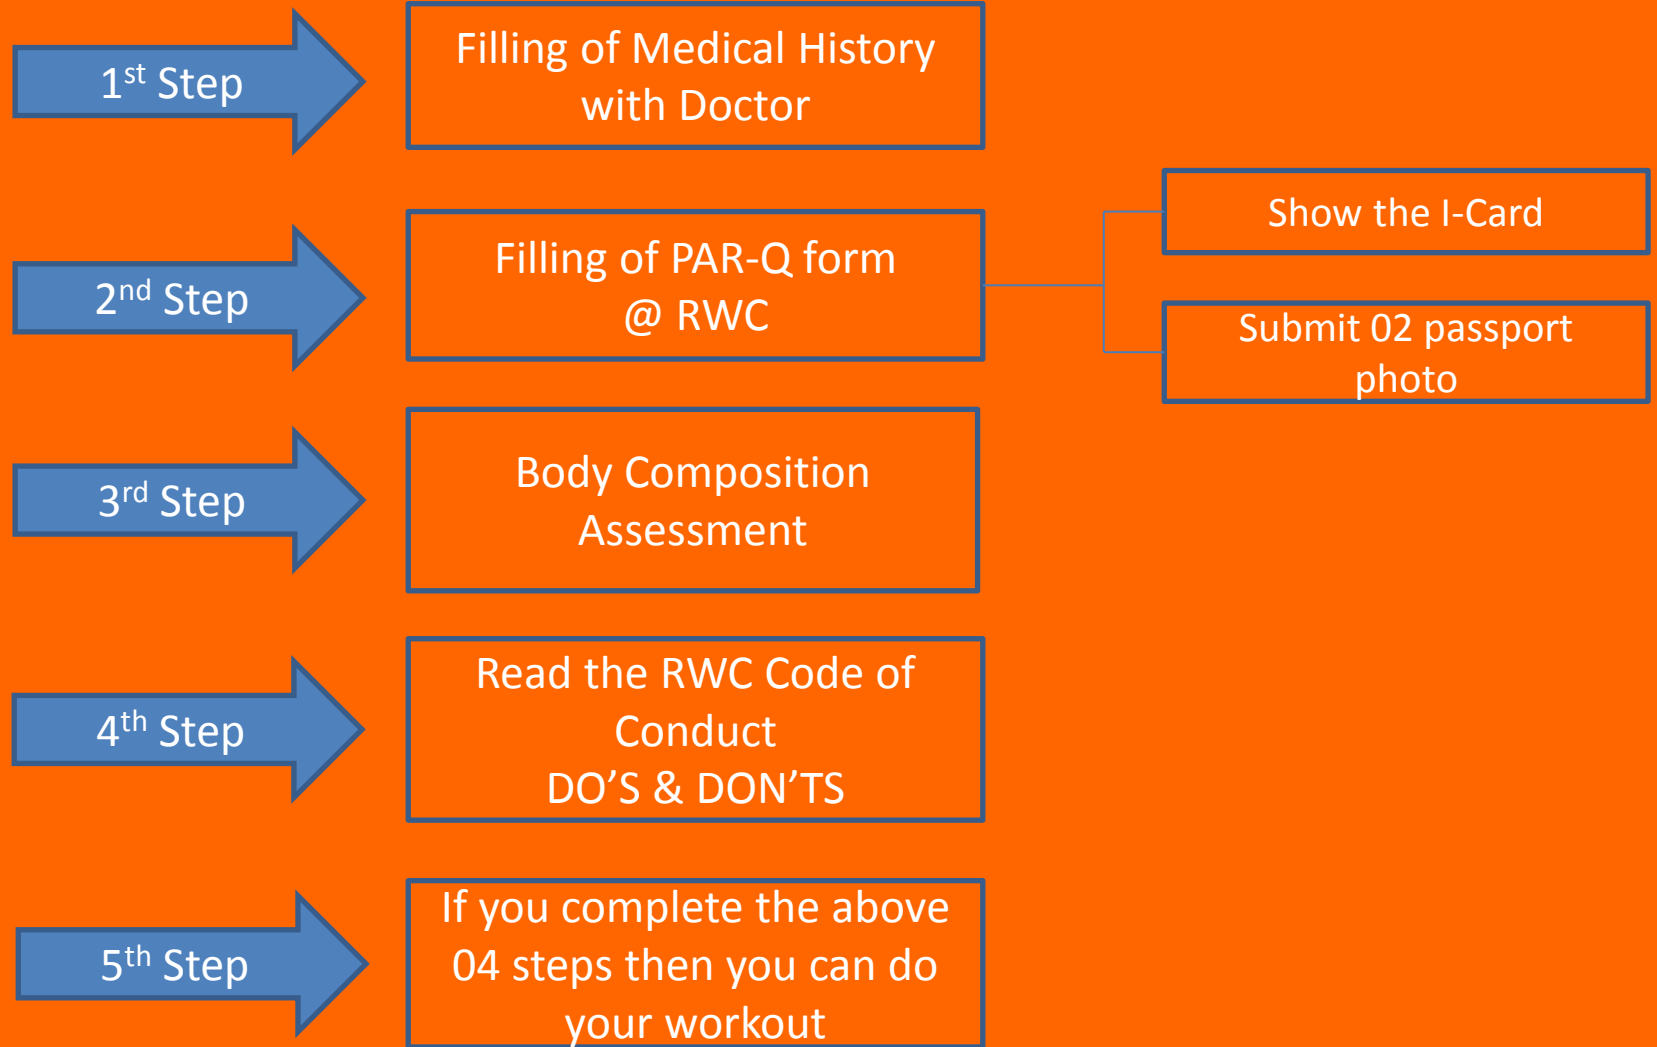 1st Step
Filling of Medical History
with Doctor
2nd Step
Filling of PAR-Q form
@ RWC
Show the I-Card
Submit 02 passport
photo
3rd Step
Body Composition
Assessment
4th Step
Read the RWC Code of
Conduct
DO’S & DON’TS
5th Step
If you complete the above
04 steps then you can do
your workout